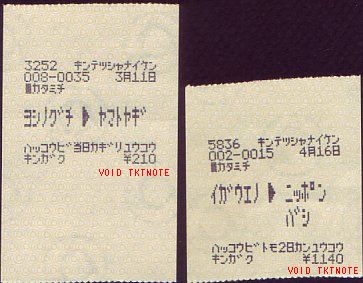 3252 キンテツシャナイケン
008-0035 3月11日
カタミチ
ヨシノグチ ▶ ヤマトヤギ
ハッコウビ当日カギリユウコウ
キンガク ¥210
VOID TKTNOTE
5836 キンテツシャナイケン
002-0015 4月16日
カタミチ
イガウエノ ▶ ニッポン
バシ
ハッコウビトモ2日カンユウコウ
キンガク ¥1140
VOID TKTNOTE